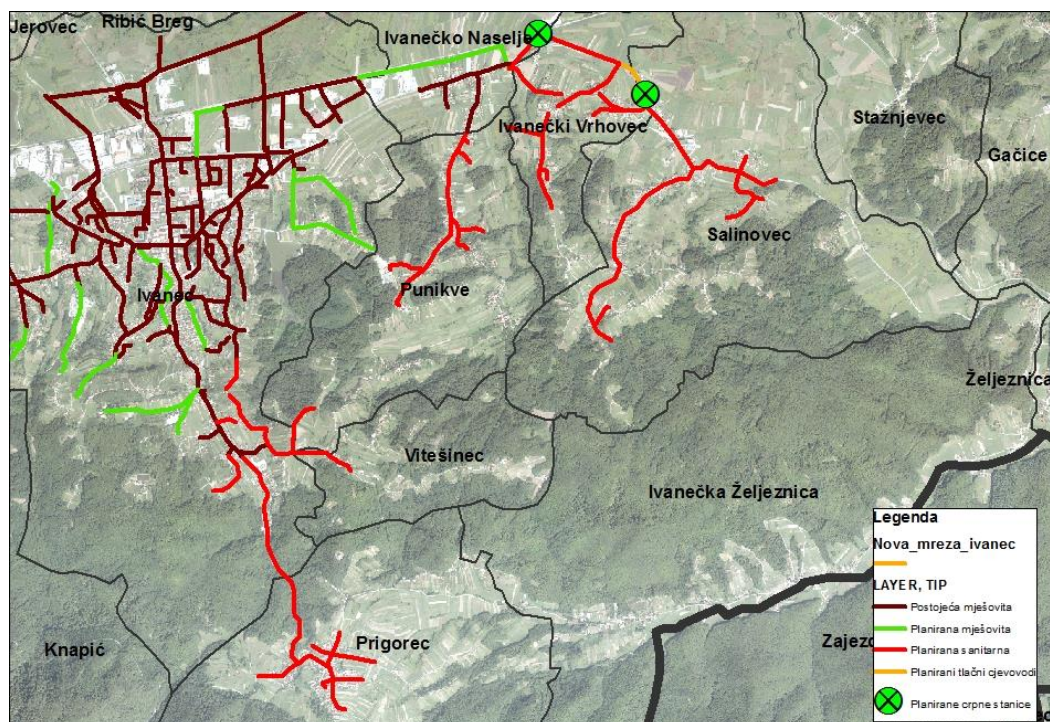 Jerovec
Ribić Breg
Ivanečko Naselje
Ivanečki Vrhovec
Stažnjevec
Gačice
Salinovec
Ivanec
Punikve
Željeznica
Vitešinec
Ivanečka Željeznica
Knapić
Prigorec
Legenda
Nova_mreza_ivanec
LAYER, TIP
Postojeća mješovita
Planirana mješovita
Planirana sanitarna
Planirani tlačni cjevovodi
Planirane crpne stanice